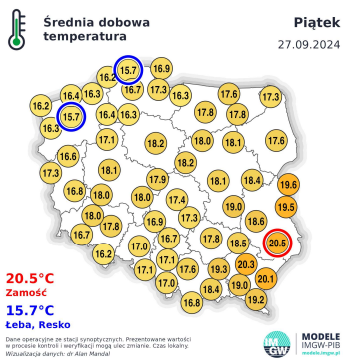 Średnia dobowa
temperatura
Piątek
27.09.2024
15.7 16.9
16.2
16.4 16.3 16.7 17.3 16.3 17.6 17.3
16.2
15.7 16.4 16.3 17.8 17.8
16.3
17.1 18.2 18.0 18.1 17.6
16.6
18.2
17.3 18.1
17.9 18.1 18.4 19.6
16.8 18.0 18.0 17.4
19.0 19.5
18.0 16.9 17.3 18.6
17.8
16.7 16.7 17.8 18.5 20.5
16.2 17.0
17.1 20.3
17.1 17.6 19.3
17.0 18.4 19.0 20.1
16.8 19.2
20.5°C
Zamość
15.7°C
Łeba, Resko
Dane operacyjne ze stacji synoptycznych. Prezentowane wartości
w procesie kontroli i weryfikacji mogą ulec zmianie. Czas lokalny.
Wizualizacja danych: dr Alan Mandal
IM
GW
MODELE
IMGW-PIB
modele.imgw.pl